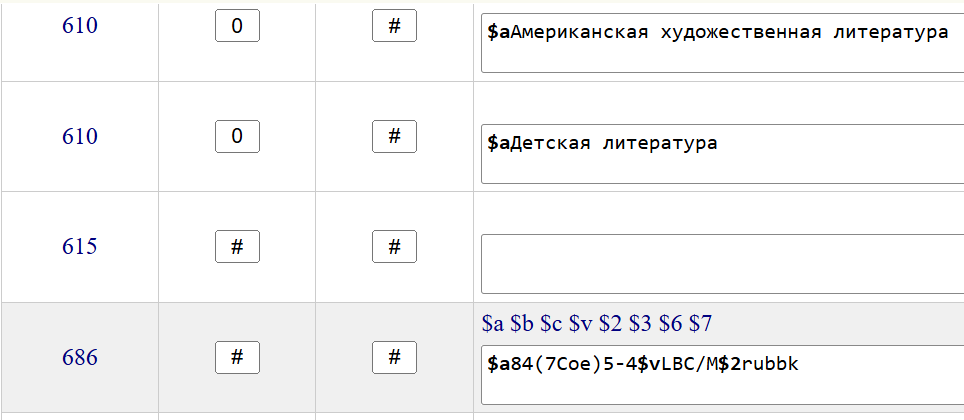 610 0 # $aАмериканская художественная литература
610 0 # $aДетская литература
615 # #
$a $b $c $v $2 $3 $6 $7
686 # # $a84(7Сое)5-4$vLBC/M$2rubbk